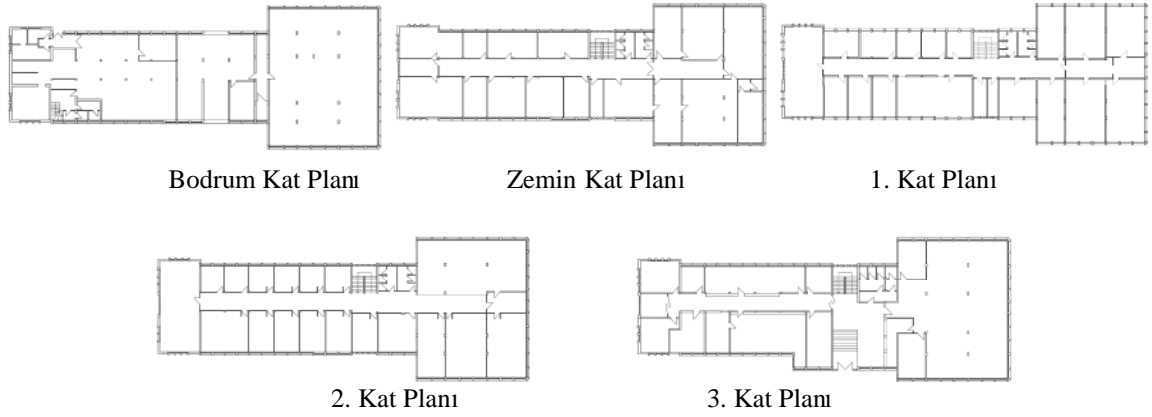 Bodrum Kat Planı
Zemin Kat Planı
1. Kat Planı
2. Kat Planı
3. Kat Planı